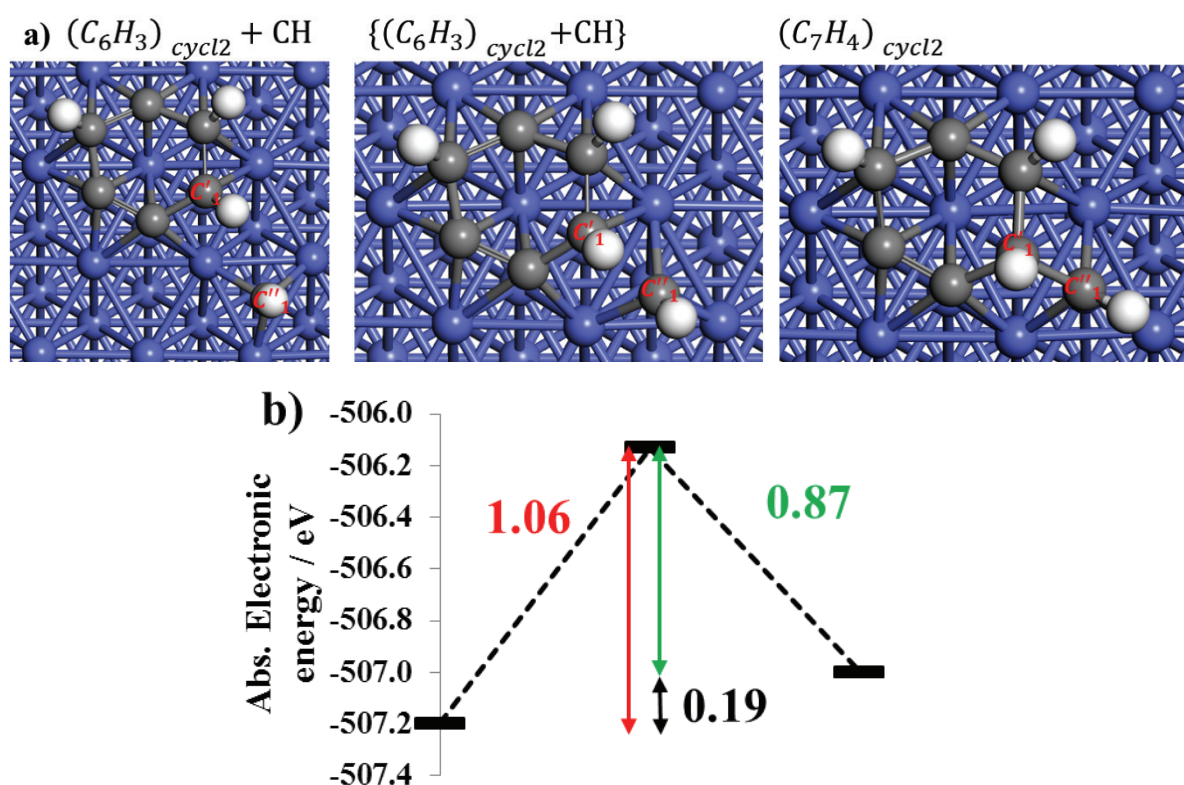 a) (C₆H₃) cycl2 + CH
{(C₆H₃) cycl2 +CH}
(C₇H₄) cycl2
C′₁
C″₁
C′₁
C″₁
C′₁
C″₁
b)
Abs. Electronic
energy / eV
-506.0
-506.2
-506.4
-506.6
-506.8
-507.0
-507.2
-507.4
1.06
0.87
0.19